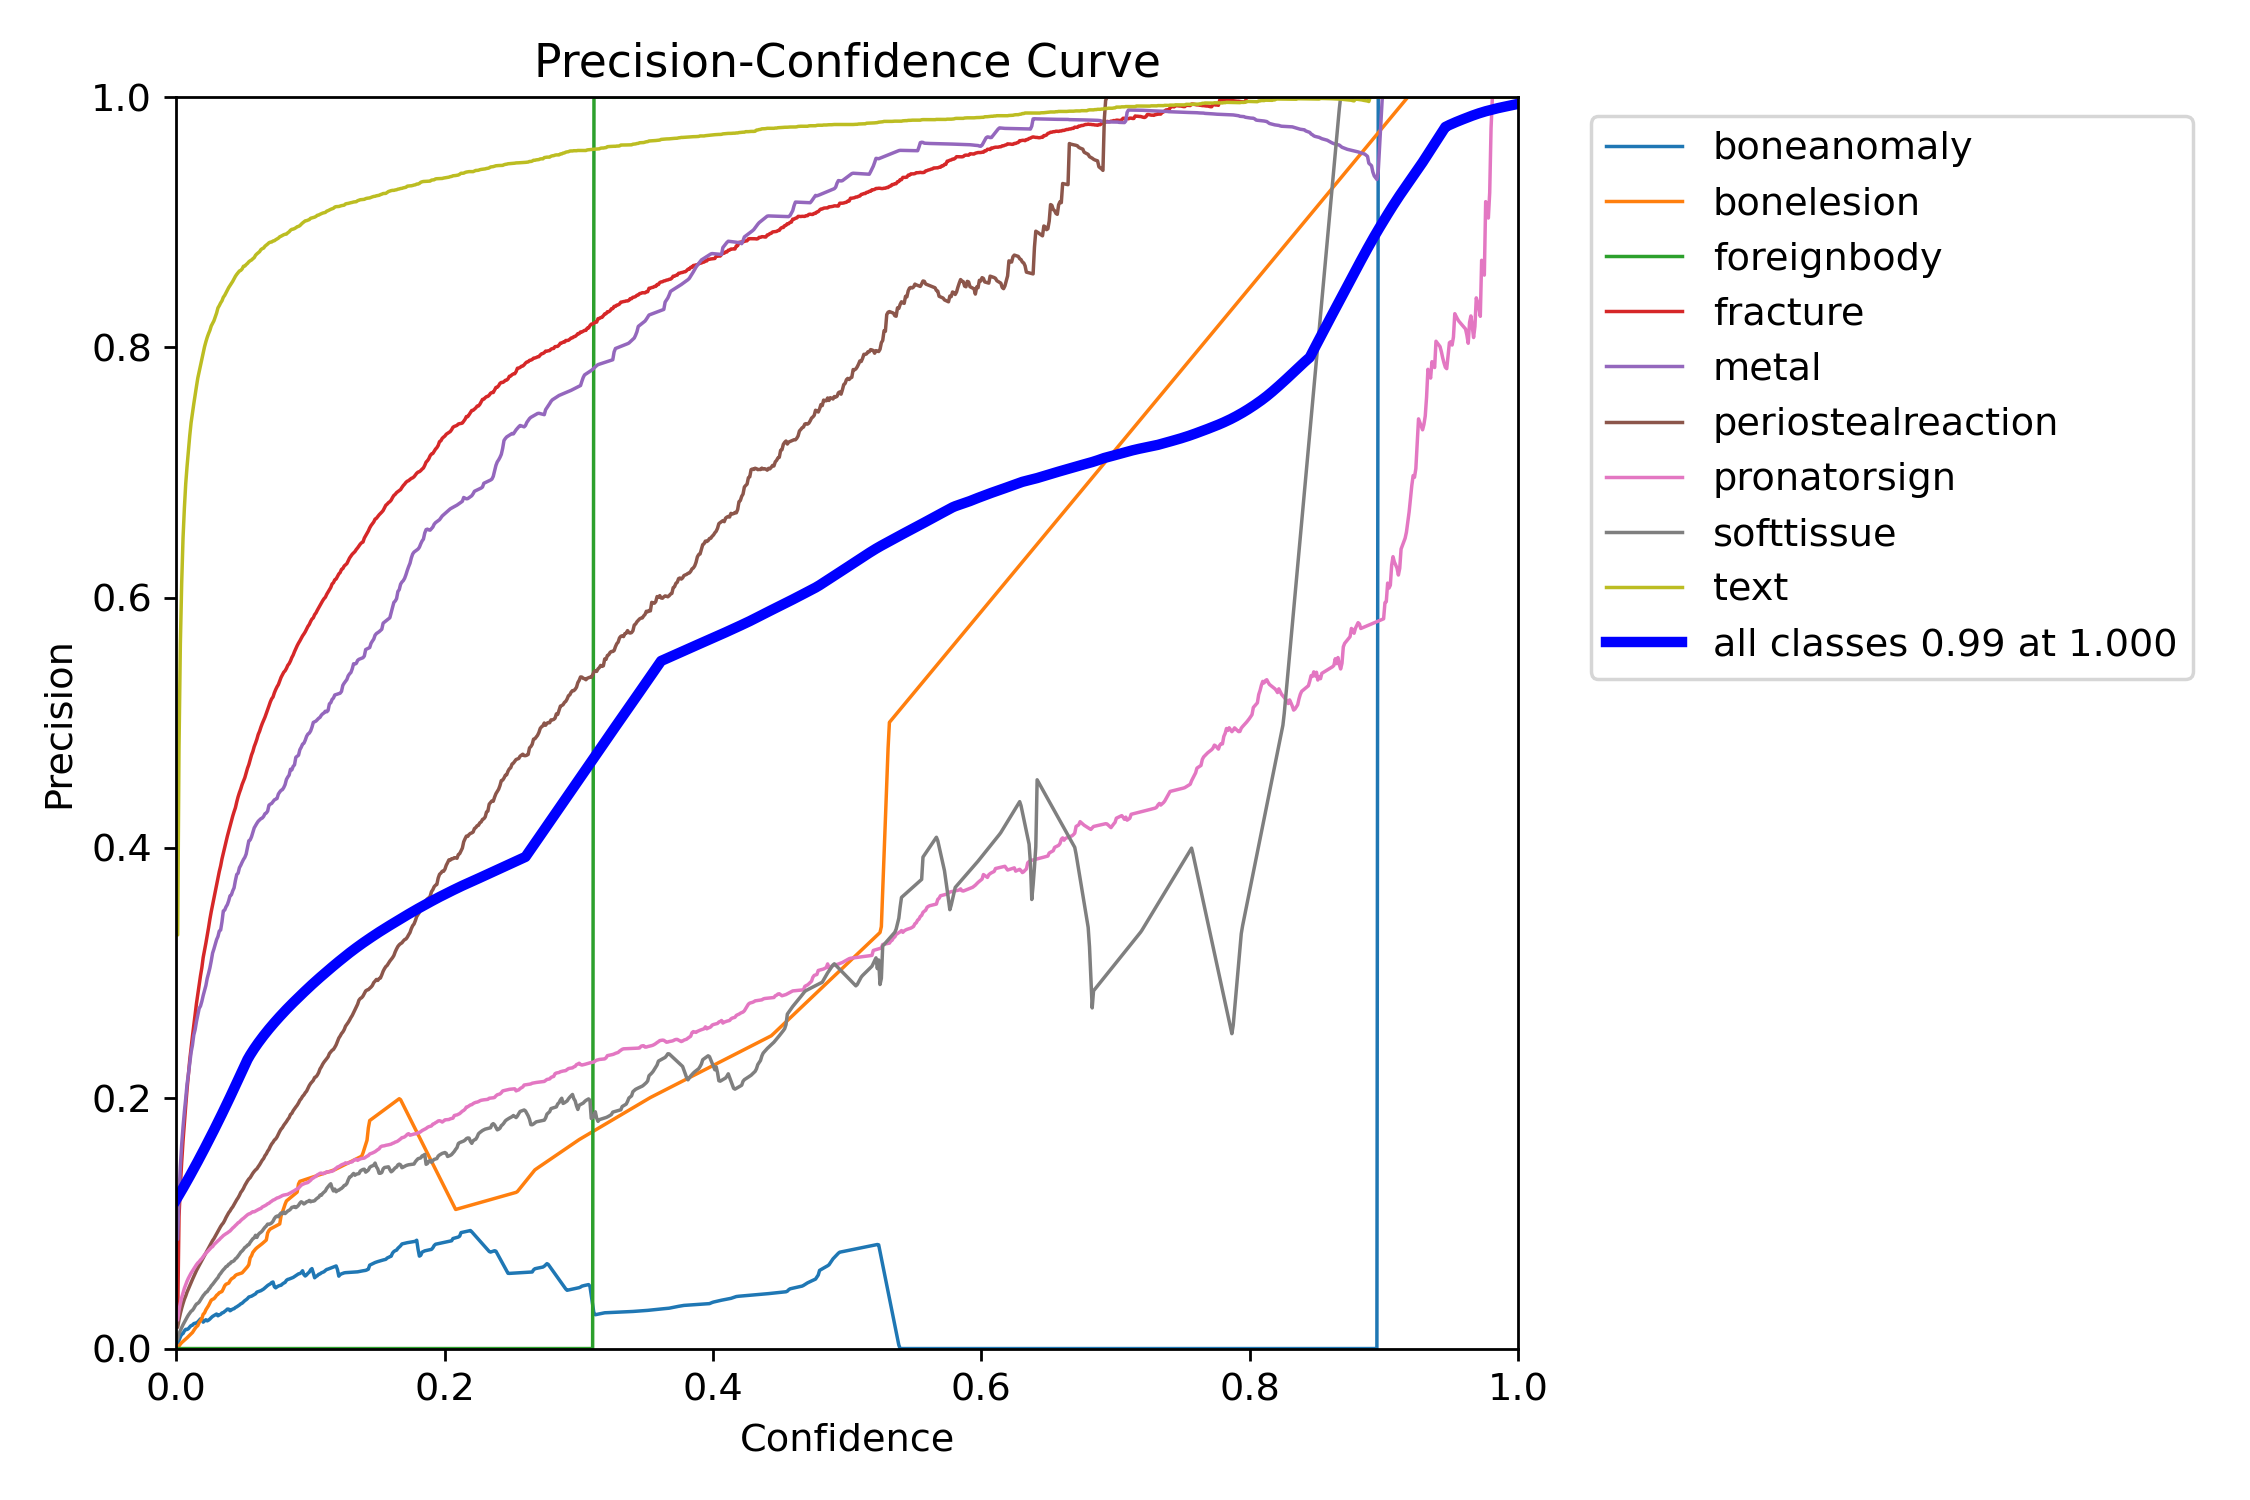 Precision-Confidence Curve
1.0
0.8
0.6
0.4
0.2
0.0
Precision
0.0 0.2 0.4 0.6 0.8 1.0
Confidence
boneanomaly
bonelesion
foreignbody
fracture
metal
periostealreaction
pronatorsign
softtissue
text
all classes 0.99 at 1.000